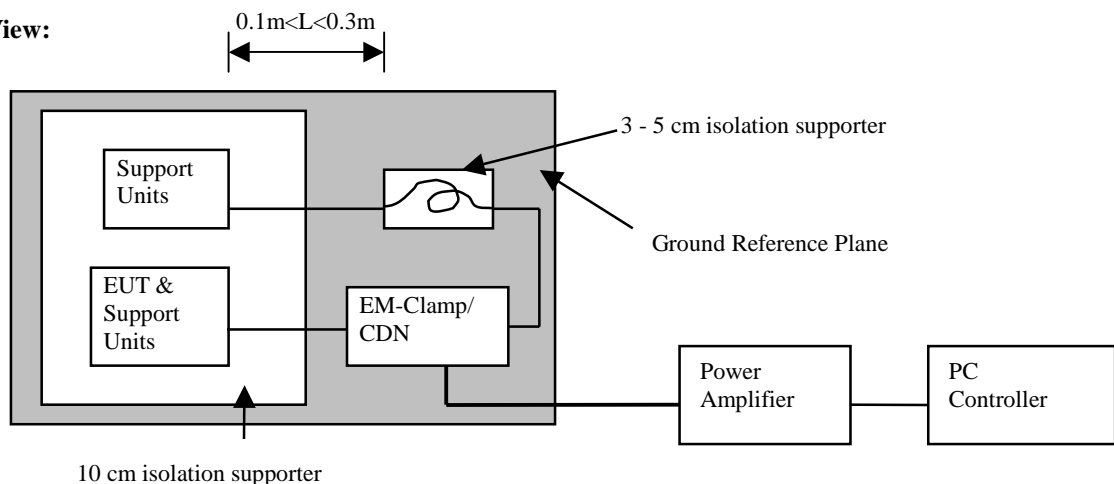 View:
0.1m<L<0.3m
3 - 5 cm isolation supporter
Support
Units
Ground Reference Plane
EUT &
Support
Units
EM-Clamp/
CDN
Power
Amplifier
PC
Controller
10 cm isolation supporter